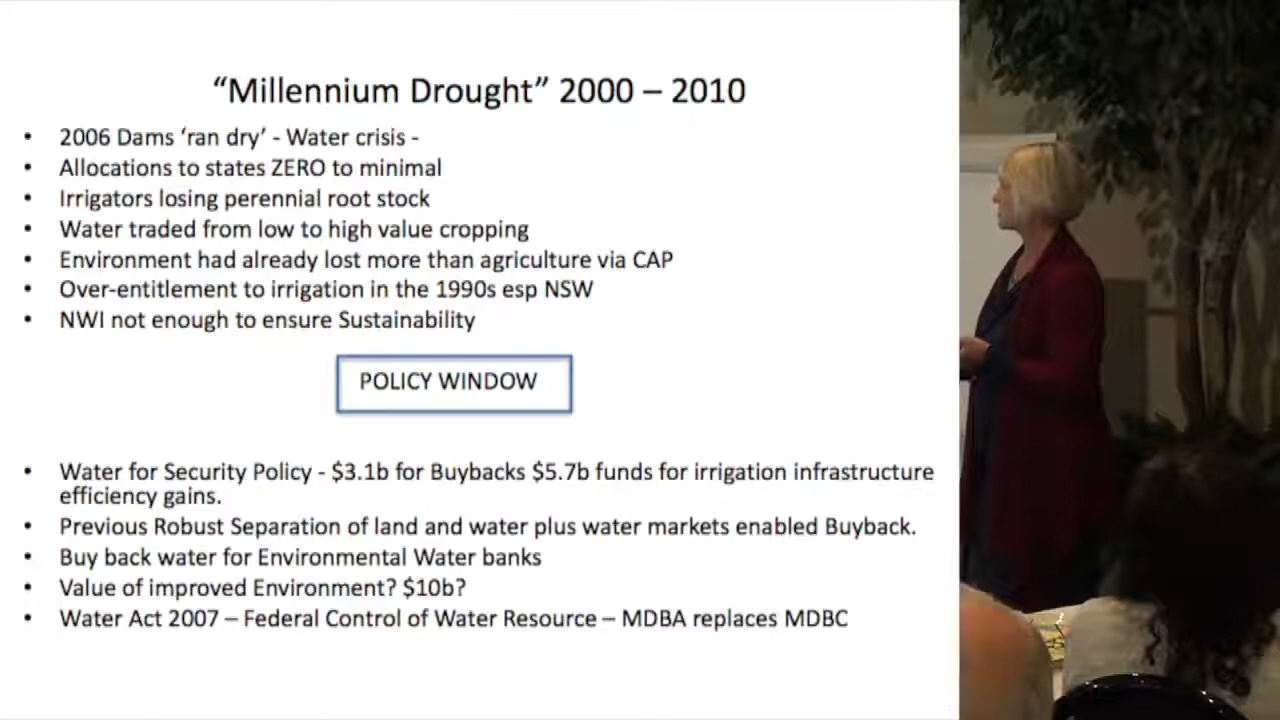 “Millennium Drought” 2000 – 2010
• 2006 Dams ‘ran dry’ - Water crisis -
• Allocations to states ZERO to minimal
• Irrigators losing perennial root stock
• Water traded from low to high value cropping
• Environment had already lost more than agriculture via CAP
• Over-entitlement to irrigation in the 1990s esp NSW
• NWI not enough to ensure Sustainability
POLICY WINDOW
• Water for Security Policy - $3.1b for Buybacks $5.7b funds for irrigation infrastructure
efficiency gains.
• Previous Robust Separation of land and water plus water markets enabled Buyback.
• Buy back water for Environmental Water banks
• Value of improved Environment? $10b?
• Water Act 2007 – Federal Control of Water Resource – MDBA replaces MDBC